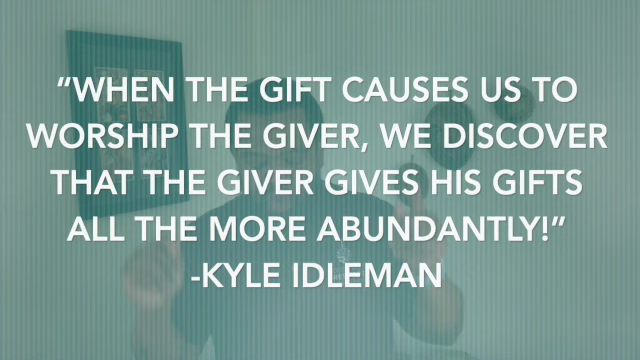 “WHEN THE GIFT CAUSES US TO
WORSHIP THE GIVER, WE DISCOVER
THAT THE GIVER GIVES HIS GIFTS
ALL THE MORE ABUNDANTLY!”
-KYLE IDLEMAN